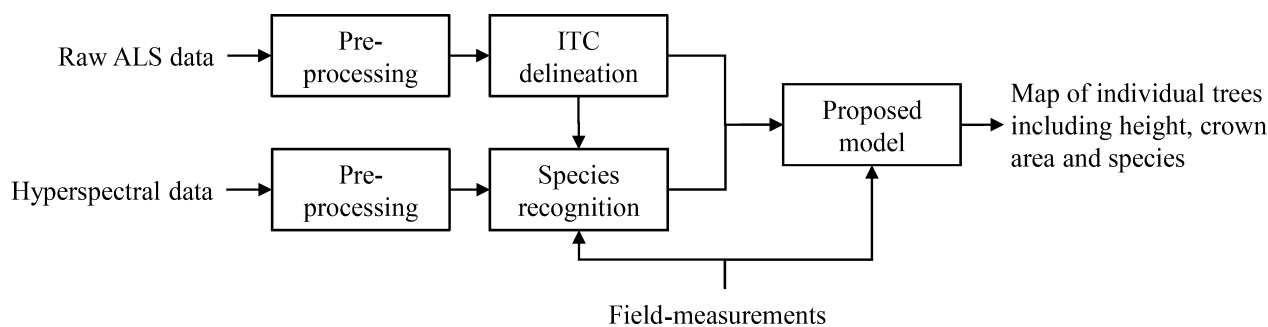 Raw ALS data
Pre-
processing
ITC
delineation
Hyperspectral data
Pre-
processing
Species
recognition
Proposed
model
Map of individual trees
including height, crown
area and species
Field-measurements